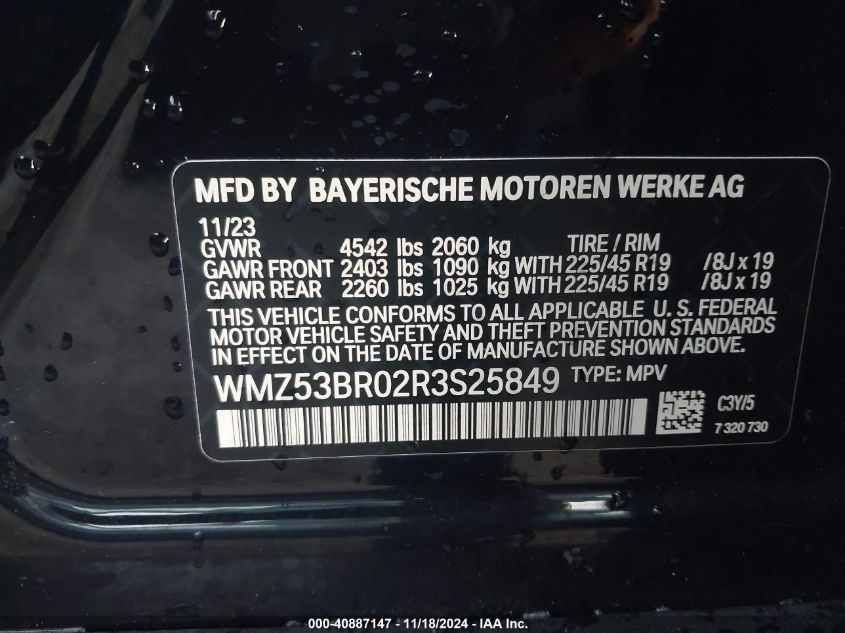 MFD BY BAYERISCHE MOTOREN WERKE AG
11/23
GVWR 4542 lbs 2060 kg TIRE / RIM
GAWR FRONT 2403 lbs 1090 kg WITH 225/45 R19 /8J x 19
GAWR REAR 2260 lbs 1025 kg WITH 225/45 R19 /8J x 19
THIS VEHICLE CONFORMS TO ALL APPLICABLE U. S. FEDERAL
MOTOR VEHICLE SAFETY AND THEFT PREVENTION STANDARDS
IN EFFECT ON THE DATE OF MANUFACTURE SHOWN ABOVE.
WMZ53BR02R3S25849 TYPE: MPV
C3Y/5
7 320 730
000-40887147 - 11/18/2024 - IAA Inc.